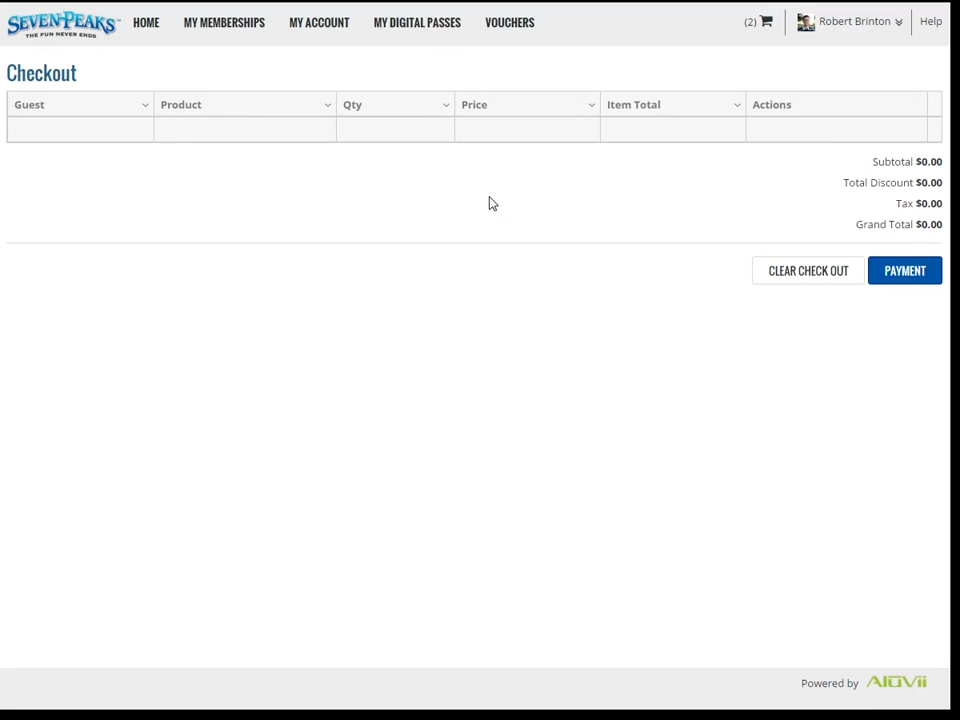 SEVEN-PEAKS™ HOME MY MEMBERSHIPS MY ACCOUNT MY DIGITAL PASSES VOUCHERS (2) Robert Brinton Help
THE FUN NEVER ENDS
Checkout
Guest Product Qty Price Item Total Actions
Subtotal $0.00
Total Discount $0.00
Tax $0.00
Grand Total $0.00
CLEAR CHECK OUT PAYMENT
Powered by ALOVii